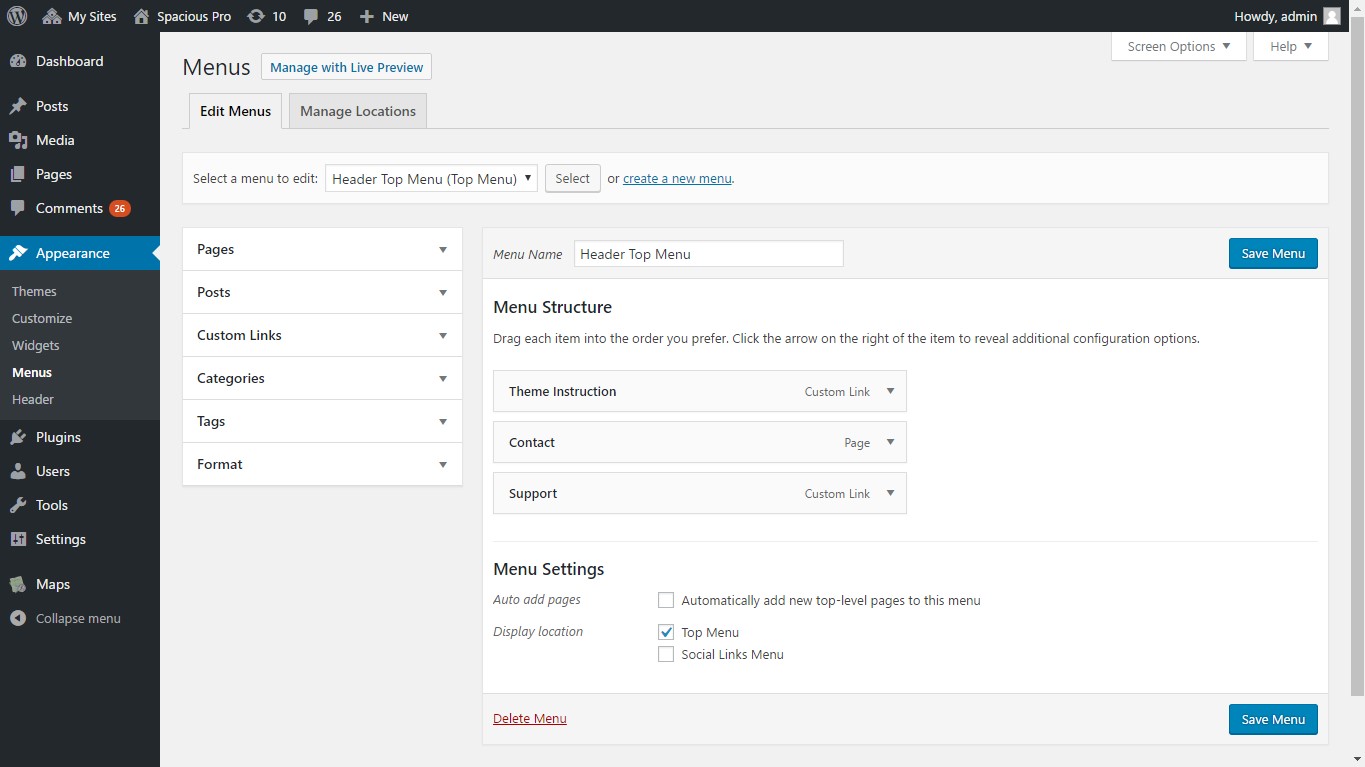 My Sites Spacious Pro 10 26 New Howdy, admin
Screen Options Help
Dashboard
Posts
Media
Pages
Comments 26
Appearance
Themes
Customize
Widgets
Menus
Header
Plugins
Users
Tools
Settings
Maps
Collapse menu
Menus Manage with Live Preview
Edit Menus Manage Locations
Select a menu to edit: Header Top Menu (Top Menu) Select or create a new menu.
Pages
Posts
Custom Links
Categories
Tags
Format
Menu Name Header Top Menu Save Menu
Menu Structure
Drag each item into the order you prefer. Click the arrow on the right of the item to reveal additional configuration options.
Theme Instruction Custom Link
Contact Page
Support Custom Link
Menu Settings
Auto add pages Automatically add new top-level pages to this menu
Display location Top Menu
Social Links Menu
Delete Menu Save Menu